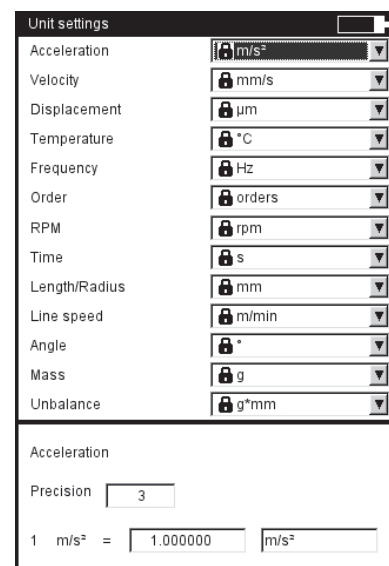 Unit settings
Acceleration m/s²
Velocity mm/s
Displacement µm
Temperature °C
Frequency Hz
Order orders
RPM rpm
Time s
Length/Radius mm
Line speed m/min
Angle °
Mass g
Unbalance g*mm
Acceleration
Precision 3
1 m/s² = 1.000000 m/s²